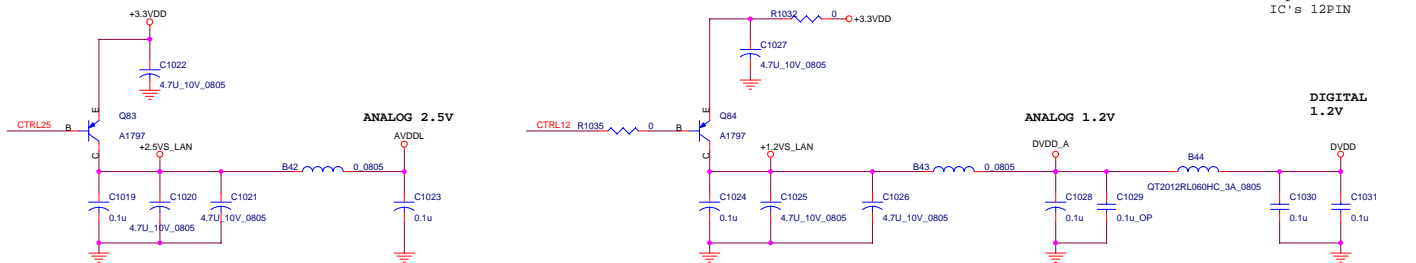 IC's 12PIN
+3.3VDD
C1022
4.7U_10V_0805
R1032 0 +3.3VDD
C1027
4.7U_10V_0805
CTRL25 B E C
Q83
A1797
ANALOG 2.5V
+2.5VS_LAN
B42 0_0805
AVDDL
C1019
0.1u
C1020
4.7U_10V_0805
C1021
4.7U_10V_0805
C1023
0.1u
CTRL12 R1035 0 B E C
Q84
A1797
ANALOG 1.2V
+1.2VS_LAN
B43 0_0805
DVDD_A
B44
QT2012RL060HC_3A_0805
DIGITAL
1.2V
DVDD
C1024
0.1u
C1025
4.7U_10V_0805
C1026
4.7U_10V_0805
C1028
0.1u
C1029
0.1u_OP
C1030
0.1u
C1031
0.1u